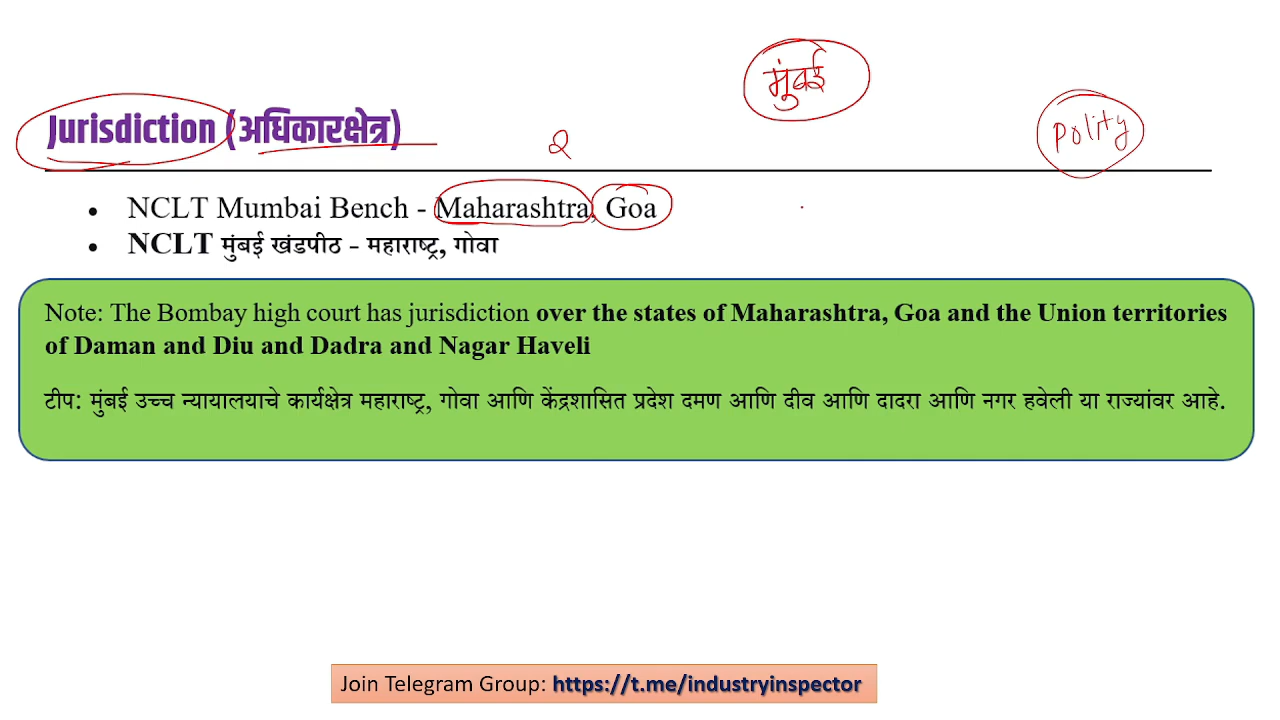 मुंबई
Polity
Jurisdiction (अधिकारक्षेत्र)
२
• NCLT Mumbai Bench - Maharashtra, Goa
• NCLT मुंबई खंडपीठ - महाराष्ट्र, गोवा
Note: The Bombay high court has jurisdiction over the states of Maharashtra, Goa and the Union territories
of Daman and Diu and Dadra and Nagar Haveli
टीप: मुंबई उच्च न्यायालयाचे कार्यक्षेत्र महाराष्ट्र, गोवा आणि केंद्रशासित प्रदेश दमण आणि दीव आणि दादरा आणि नगर हवेली या राज्यांवर आहे.
Join Telegram Group: https://t.me/industryinspector